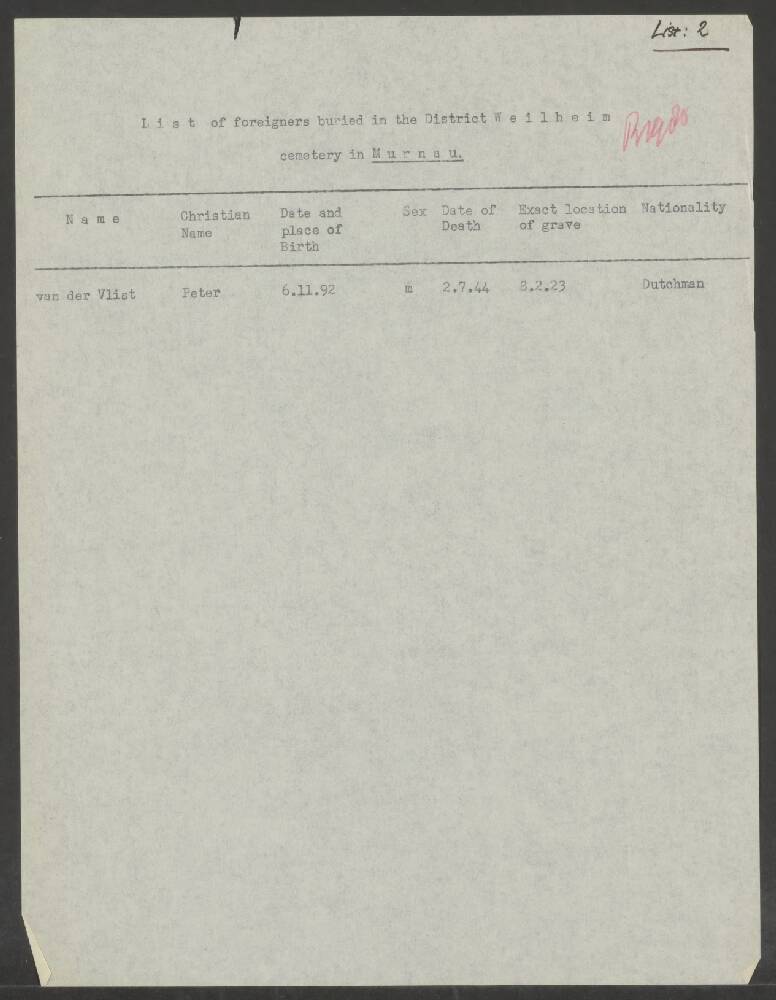 List: 2
L i s t of foreigners buried in the District W e i l h e i m
cemetery in M u r n a u.
N a m e Christian Name Date and place of Birth Sex Date of Death Exact location of grave Nationality
van der Vlist Peter 6.11.92 m 2.7.44 8.2.23 Dutchman